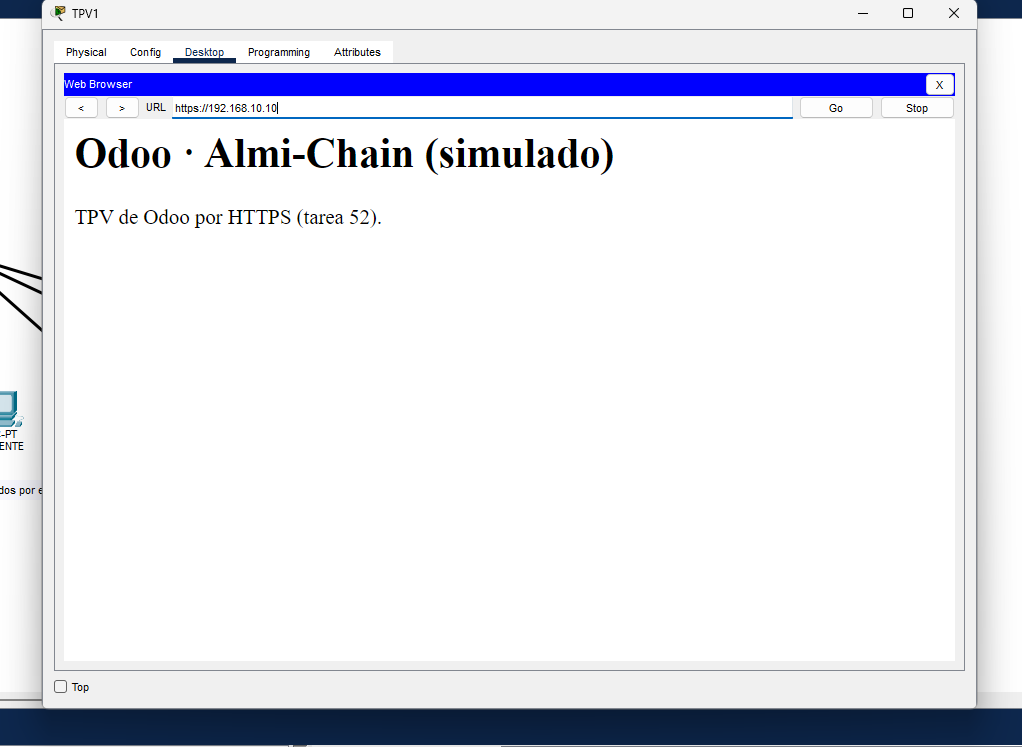 TPV1
Physical Config Desktop Programming Attributes
Web Browser X
< > URL https://192.168.10.10 Go Stop
Odoo · Almi-Chain (simulado)
TPV de Odoo por HTTPS (tarea 52).
-PT
ENTE
dos por e
Top